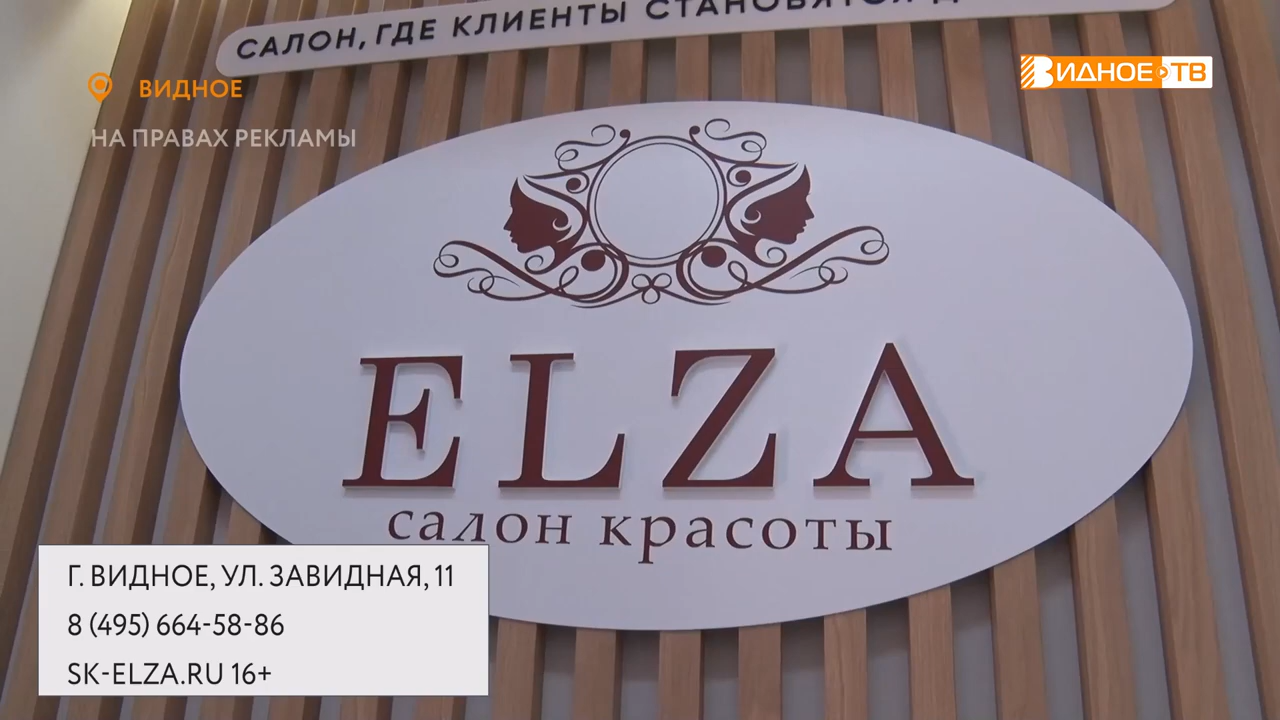 САЛОН, ГДЕ КЛИЕНТЫ СТАНОВЯТСЯ
ВИДНОЕ
ВИДНОЕ ТВ
НА ПРАВАХ РЕКЛАМЫ
ELZA
салон красоты
Г. ВИДНОЕ, УЛ. ЗАВИДНАЯ, 11
8 (495) 664-58-86
SK-ELZA.RU 16+